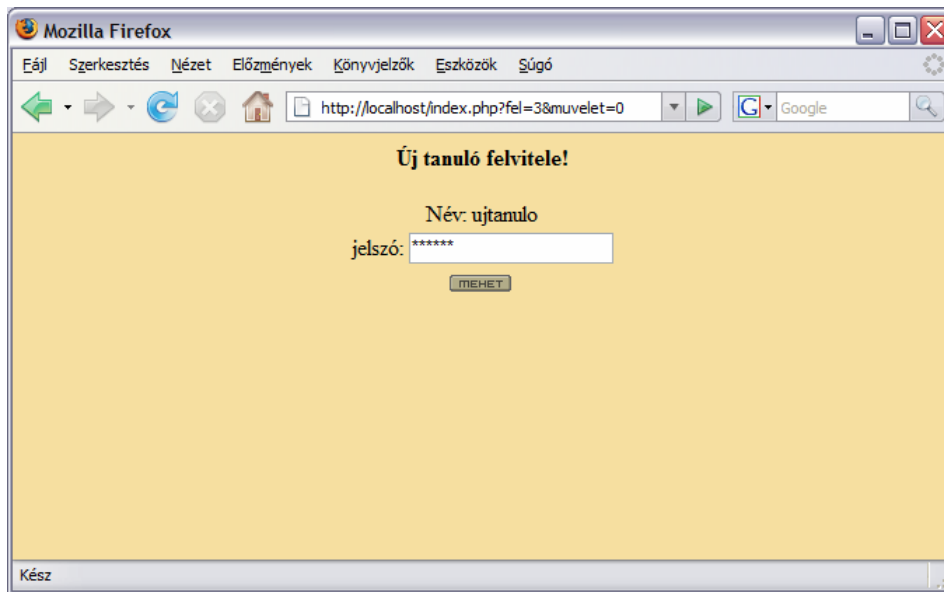 Mozilla Firefox
Fájl Szerkesztés Nézet Előzmények Könyvjelzők Eszközök Súgó
http://localhost/index.php?fel=3&muvelet=0 G Google
Új tanuló felvitele!
Név: ujtanulo
jelszó: ******
MEHET
Kész